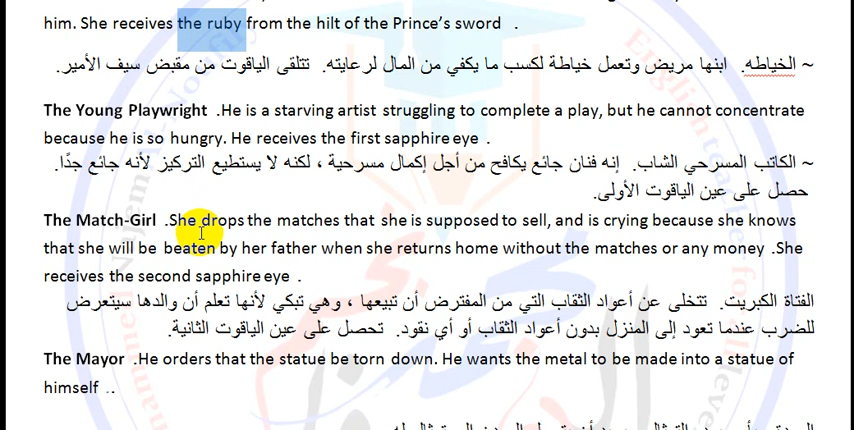 him. She receives the ruby from the hilt of the Prince's sword .
~ الخياطه. ابنها مريض وتعمل خياطة لكسب ما يكفي من المال لرعايته. تتلقى الياقوت من مقبض سيف الأمير.
The Young Playwright .He is a starving artist struggling to complete a play, but he cannot concentrate
because he is so hungry. He receives the first sapphire eye .
~ الكاتب المسرحي الشاب. إنه فنان جائع يكافح من أجل إكمال مسرحية ، لكنه لا يستطيع التركيز لأنه جائع جدًا.
حصل على عين الياقوت الأولى.
The Match-Girl .She drops the matches that she is supposed to sell, and is crying because she knows
that she will be beaten by her father when she returns home without the matches or any money .She
receives the second sapphire eye .
الفتاة الكبريت. تتخلى عن أعواد الثقاب التي من المفترض أن تبيعها ، وهي تبكي لأنها تعلم أن والدها سيتعرض
للضرب عندما تعود إلى المنزل بدون أعواد الثقاب أو أي نقود. تحصل على عين الياقوت الثانية.
The Mayor .He orders that the statue be torn down. He wants the metal to be made into a statue of
himself ..